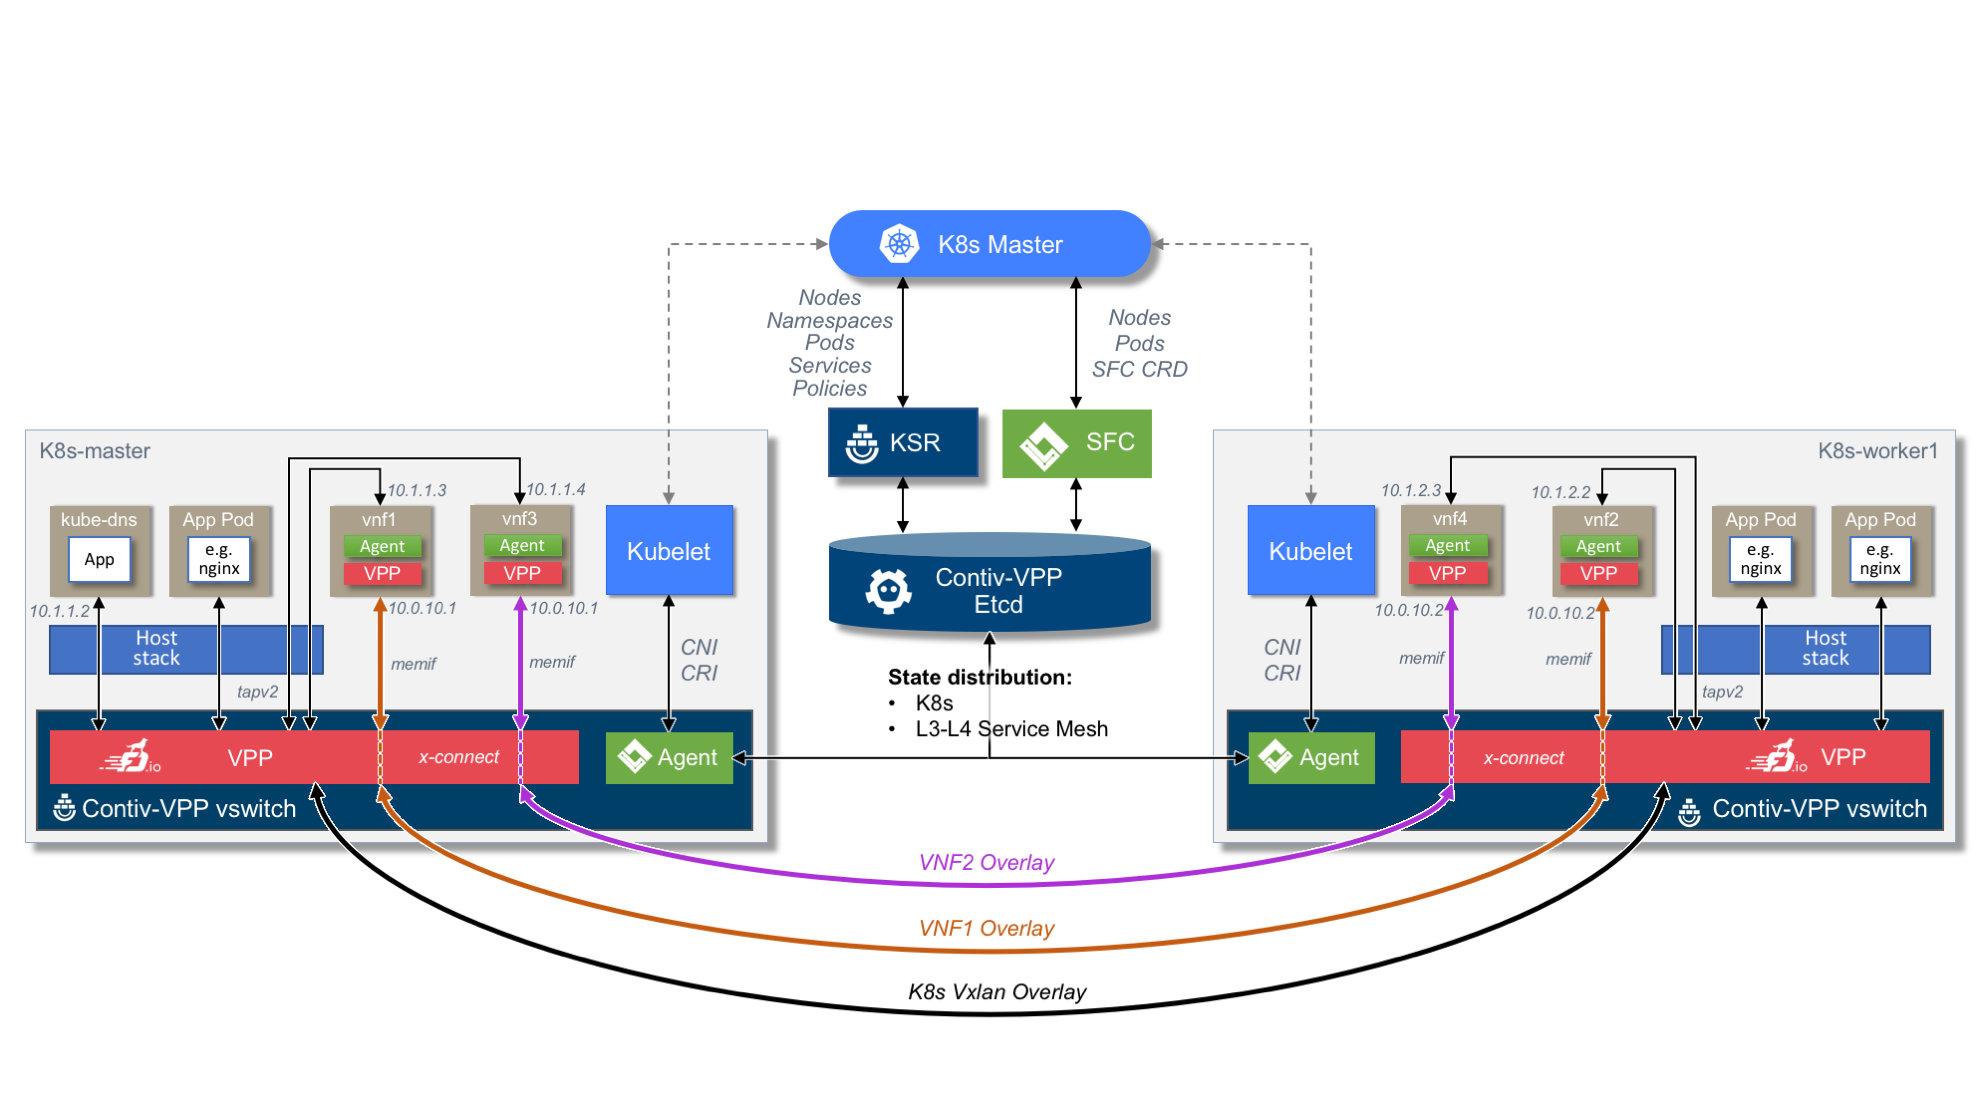 K8s Master
Nodes
Namespaces
Pods
Services
Policies
Nodes
Pods
SFC CRD
KSR
SFC
Contiv-VPP
Etcd
State distribution:
• K8s
• L3-L4 Service Mesh
K8s-master
10.1.1.3
10.1.1.4
kube-dns
App
App Pod
e.g.
nginx
vnf1
Agent
VPP
vnf3
Agent
VPP
Kubelet
10.1.1.2
10.0.10.1
10.0.10.1
Host
stack
memif
memif
CNI
CRI
tapv2
.io
VPP
x-connect
Agent
Contiv-VPP vswitch
K8s-worker1
10.1.2.3
10.1.2.2
Kubelet
vnf4
Agent
VPP
vnf2
Agent
VPP
App Pod
e.g.
nginx
App Pod
e.g.
nginx
10.0.10.2
10.0.10.2
CNI
CRI
memif
memif
Host
stack
tapv2
Agent
x-connect
.io
VPP
Contiv-VPP vswitch
VNF2 Overlay
VNF1 Overlay
K8s Vxlan Overlay